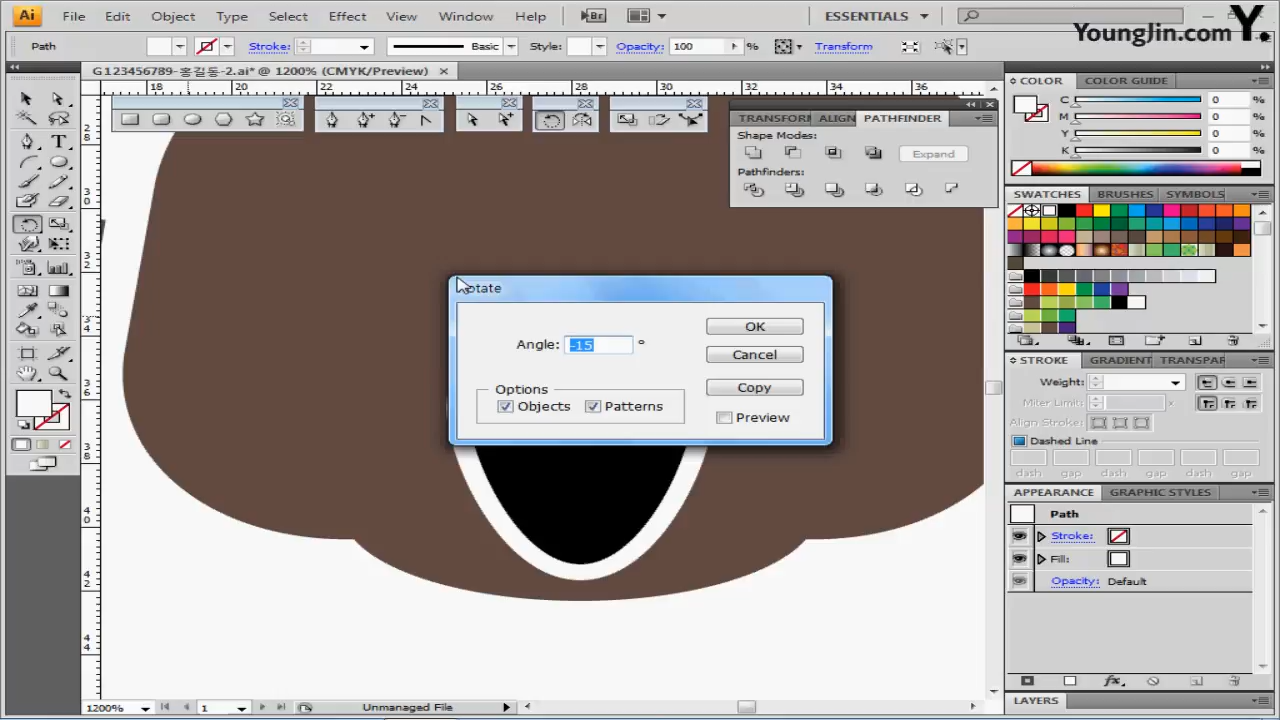 Ai File Edit Object Type Select Effect View Window Help Br ESSENTIALS
Path Stroke: Basic Style: Opacity: 100 % Transform
YoungJin.com Y.
G123456789-홍길동-2.ai* @ 1200% (CMYK/Preview)
18 22 24 26 28 30 32 34 36
TRANSFORM ALIGN PATHFINDER
Shape Modes:
Expand
Pathfinders:
COLOR COLOR GUIDE
C 0 %
M 0 %
Y 0 %
K 0 %
SWATCHES BRUSHES SYMBOLS
Rotate
Angle: -15 °
OK
Cancel
Copy
Preview
Options
Objects Patterns
STROKE GRADIENT TRANSPAR
Weight:
Miter Limit: x
Align Stroke:
Dashed Line
dash gap dash gap dash gap
APPEARANCE GRAPHIC STYLES
Path
Stroke:
Fill:
Opacity: Default
LAYERS
1200% 1 Unmanaged File